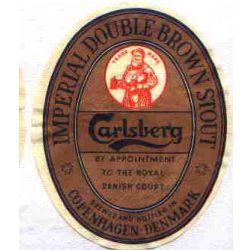 IMPERIAL DOUBLE BROWN STOUT
TRADE MARK
Carlsberg
BY APPOINTMENT
TO THE ROYAL
DANISH COURT
BREWED AND BOTTLED IN
COPENHAGEN-DENMARK